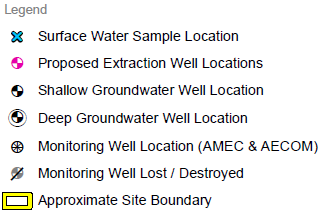 Legend
Surface Water Sample Location
Proposed Extraction Well Locations
Shallow Groundwater Well Location
Deep Groundwater Well Location
Monitoring Well Location (AMEC & AECOM)
Monitoring Well Lost / Destroyed
Approximate Site Boundary